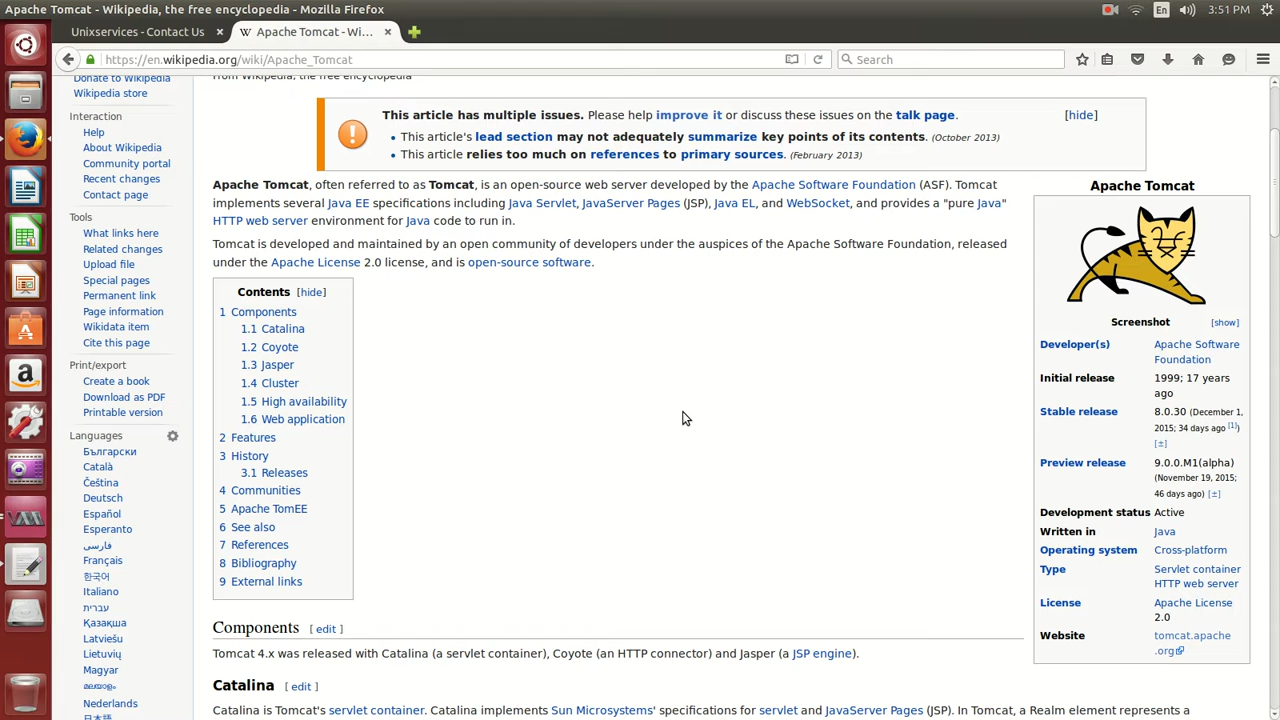 Apache Tomcat - Wikipedia, the free encyclopedia - Mozilla Firefox
En
3:51 PM
Unixservices - Contact Us
Apache Tomcat - Wi...
https://en.wikipedia.org/wiki/Apache_Tomcat
Search
Donate to Wikipedia
Wikipedia store
Interaction
Help
About Wikipedia
Community portal
Recent changes
Contact page
Tools
What links here
Related changes
Upload file
Special pages
Permanent link
Page information
Wikidata item
Cite this page
Print/export
Create a book
Download as PDF
Printable version
Languages
Български
Català
Čeština
Deutsch
Español
Esperanto
فارسی
Français
한국어
Italiano
עברית
Қазақша
Latviešu
Lietuvių
Magyar
മലയാളം
Nederlands
日本語
From Wikipedia, the free encyclopedia
This article has multiple issues. Please help improve it or discuss these issues on the talk page. [hide]
• This article's lead section may not adequately summarize key points of its contents. (October 2013)
• This article relies too much on references to primary sources. (February 2013)
Apache Tomcat, often referred to as Tomcat, is an open-source web server developed by the Apache Software Foundation (ASF). Tomcat
implements several Java EE specifications including Java Servlet, JavaServer Pages (JSP), Java EL, and WebSocket, and provides a "pure Java"
HTTP web server environment for Java code to run in.
Tomcat is developed and maintained by an open community of developers under the auspices of the Apache Software Foundation, released
under the Apache License 2.0 license, and is open-source software.
Contents [hide]
1 Components
1.1 Catalina
1.2 Coyote
1.3 Jasper
1.4 Cluster
1.5 High availability
1.6 Web application
2 Features
3 History
3.1 Releases
4 Communities
5 Apache TomEE
6 See also
7 References
8 Bibliography
9 External links
Components [ edit ]
Tomcat 4.x was released with Catalina (a servlet container), Coyote (an HTTP connector) and Jasper (a JSP engine).
Catalina [ edit ]
Catalina is Tomcat's servlet container. Catalina implements Sun Microsystems' specifications for servlet and JavaServer Pages (JSP). In Tomcat, a Realm element represents a
Apache Tomcat
Screenshot [show]
Developer(s) Apache Software
Foundation
Initial release 1999; 17 years
ago
Stable release 8.0.30 (December 1,
2015; 34 days ago [1])
[±]
Preview release 9.0.0.M1(alpha)
(November 19, 2015;
46 days ago) [±]
Development status Active
Written in Java
Operating system Cross-platform
Type Servlet container
HTTP web server
License Apache License
2.0
Website tomcat.apache
.org